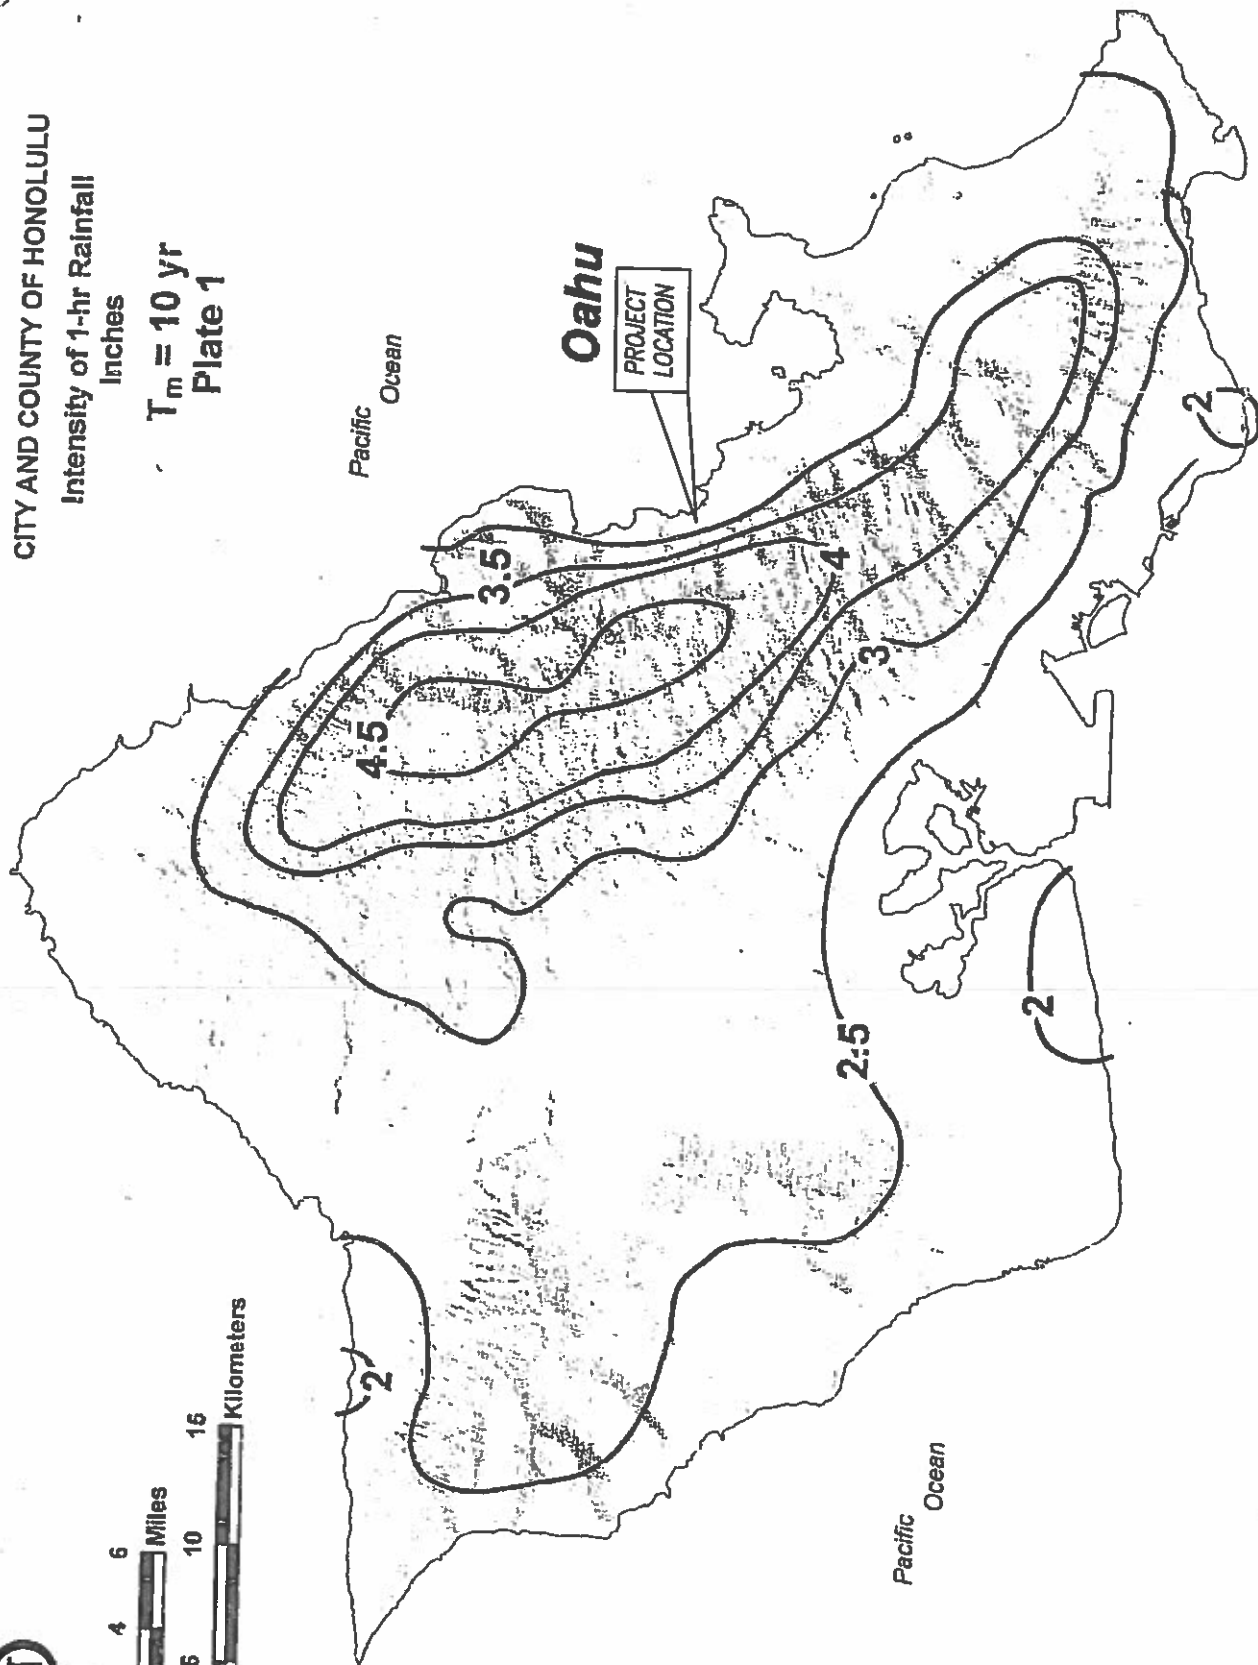 CITY AND COUNTY OF HONOLULU
Intensity of 1-hr Rainfall
Inches
Tm = 10 yr
Plate 1
Pacific
Ocean
Oahu
PROJECT
LOCATION
3.5
4.5
4
3
2
2
2.5
2
4
6
Miles
10
15
Kilometers
Pacific
Ocean